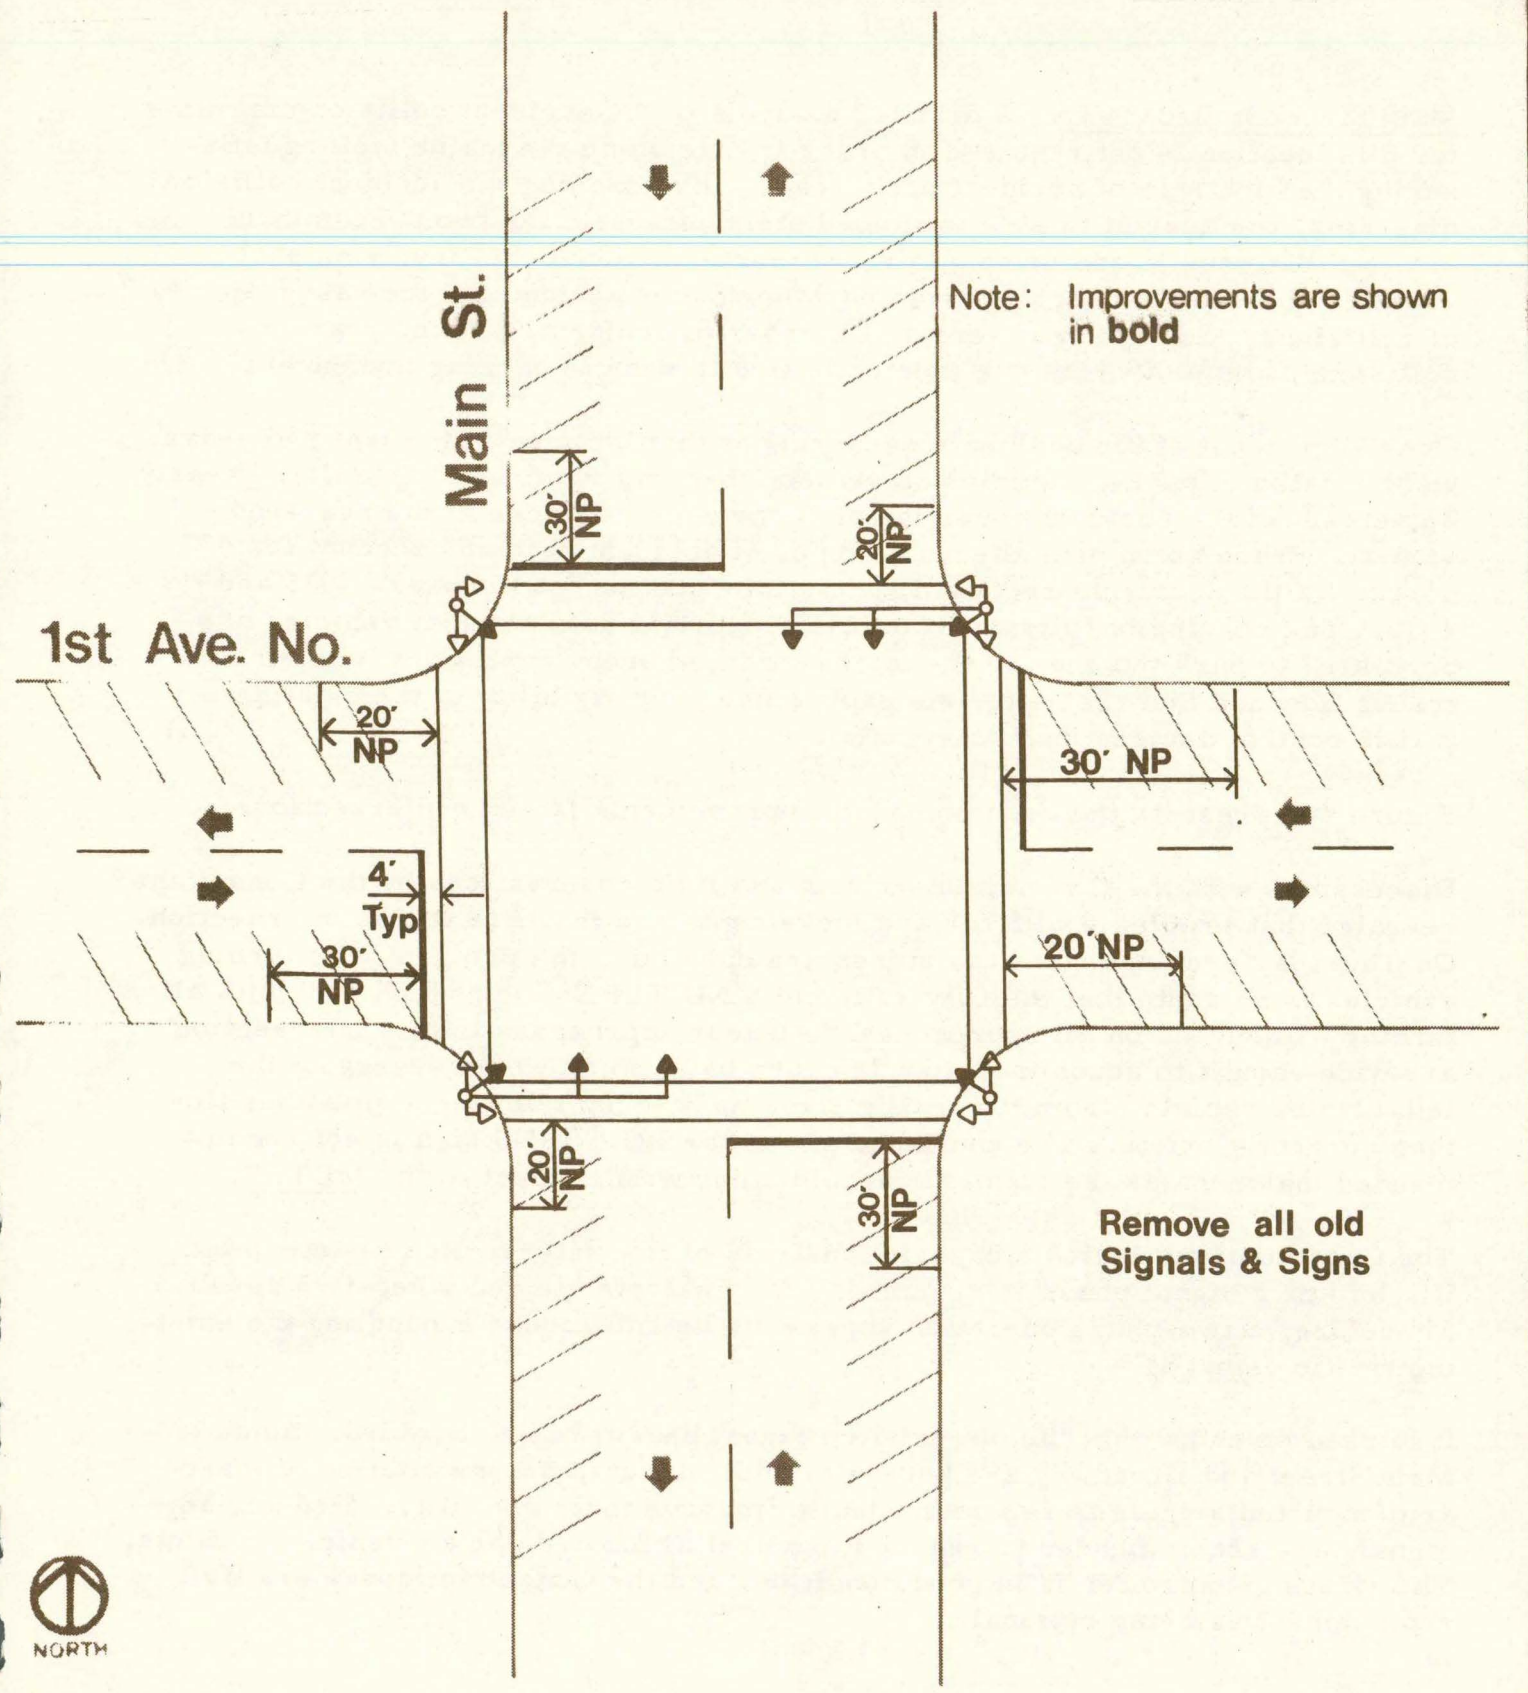 Main St.
Note: Improvements are shown
in bold
30' NP
20' NP
1st Ave. No.
20'
NP
30' NP
4'
Typ
30'
NP
20' NP
20' NP
30' NP
Remove all old
Signals & Signs
NORTH